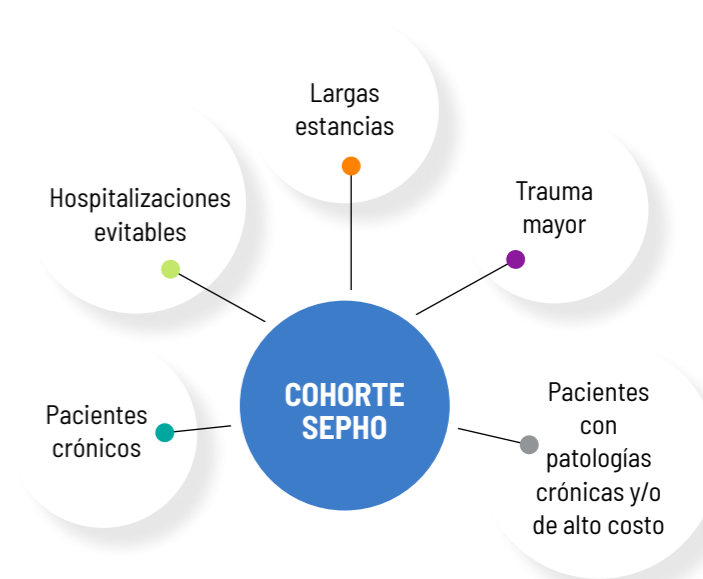 Largas
estancias
Hospitalizaciones
evitables
Trauma
mayor
COHORTE
SEPHO
Pacientes
crónicos
Pacientes
con
patologías
crónicas y/o
de alto costo